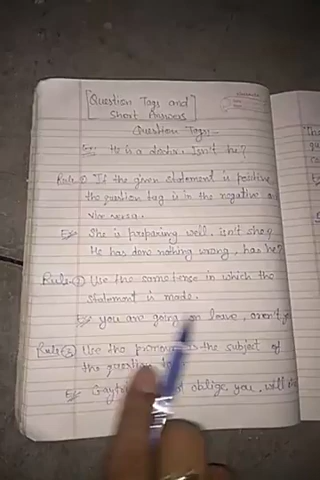 Question Tags and
Short Answers
Question Tags
Ex: He is a doctor. Isn't he?
Rule ① If the given statement is positive
the question tag is in the negative or
vice versa.
Ex: She is preparing well. isn't she?
He has done nothing wrong, has he?
Rule ② Use the same tense in which the
statement is made.
Ex: you are going on leave, aren't
Rule ③ Use the pronoun as the subject of
the question
oblige you, will